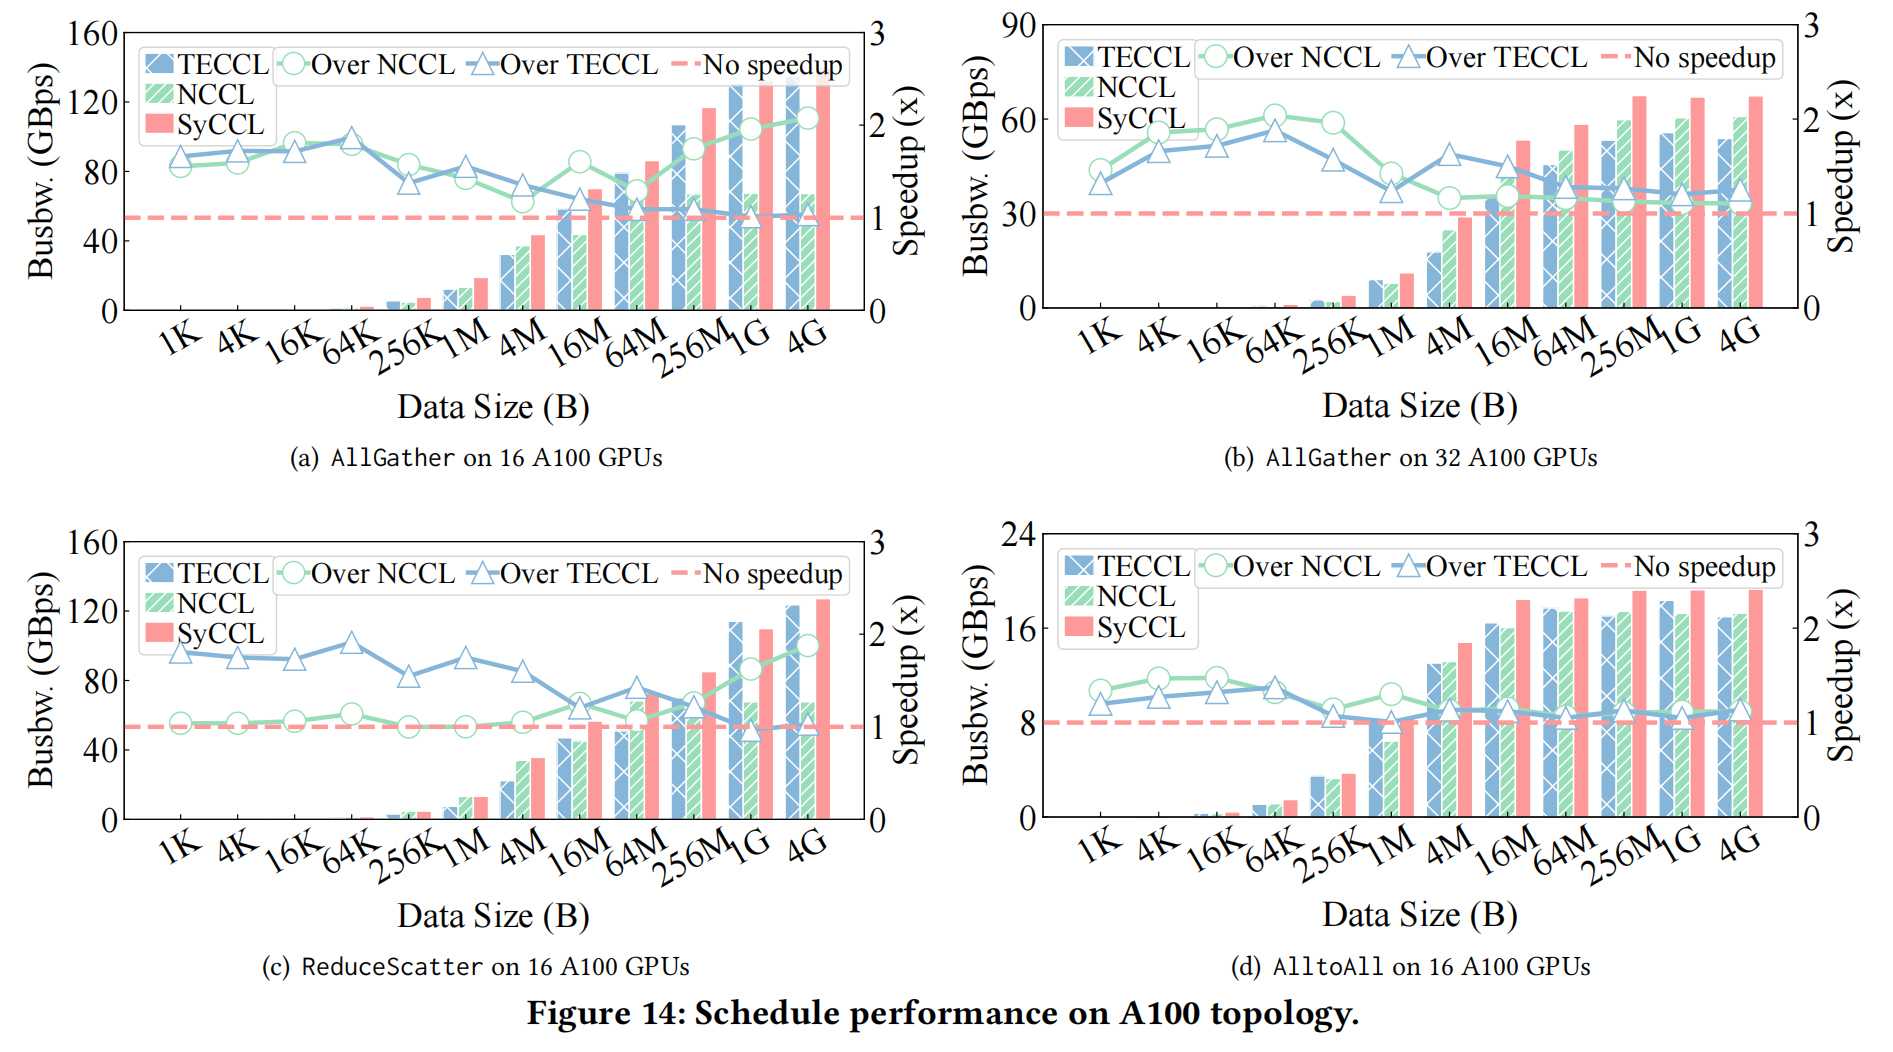 160
120
80
40
0
Busbw. (GBps)
TECCL
NCCL
SyCCL
Over NCCL
Over TECCL
No speedup
3
2
1
0
Speedup (x)
1K 4K 16K 64K 256K 1M 4M 16M 64M 256M 1G 4G
Data Size (B)
(a) AllGather on 16 A100 GPUs
90
60
30
0
Busbw. (GBps)
TECCL
NCCL
SyCCL
Over NCCL
Over TECCL
No speedup
3
2
1
0
Speedup (x)
1K 4K 16K 64K 256K 1M 4M 16M 64M 256M 1G 4G
Data Size (B)
(b) AllGather on 32 A100 GPUs
160
120
80
40
0
Busbw. (GBps)
TECCL
NCCL
SyCCL
Over NCCL
Over TECCL
No speedup
3
2
1
0
Speedup (x)
1K 4K 16K 64K 256K 1M 4M 16M 64M 256M 1G 4G
Data Size (B)
(c) ReduceScatter on 16 A100 GPUs
24
16
8
0
Busbw. (GBps)
TECCL
NCCL
SyCCL
Over NCCL
Over TECCL
No speedup
3
2
1
0
Speedup (x)
1K 4K 16K 64K 256K 1M 4M 16M 64M 256M 1G 4G
Data Size (B)
(d) AlltoAll on 16 A100 GPUs
Figure 14: Schedule performance on A100 topology.